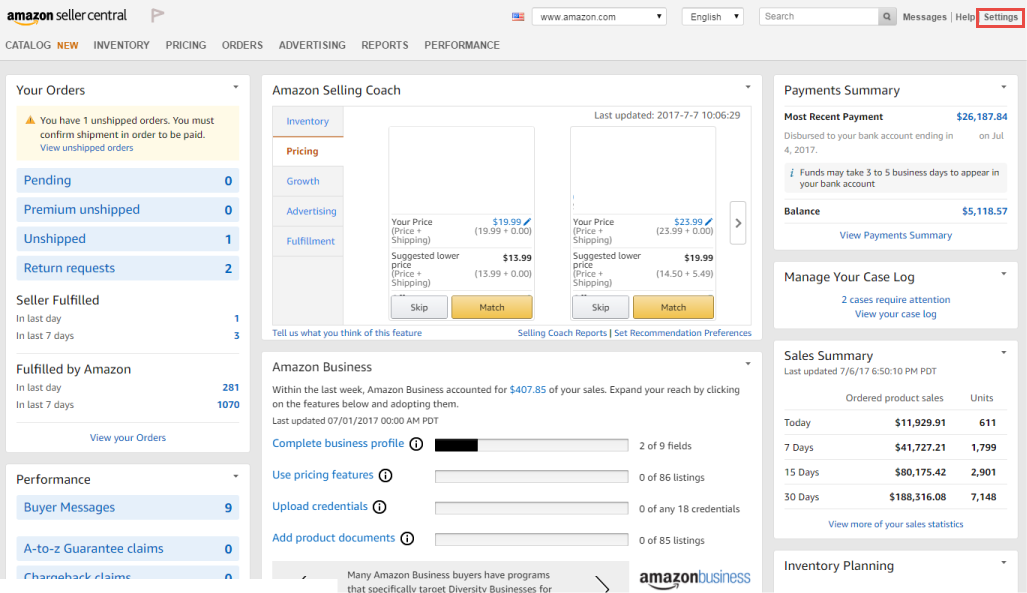 amazon seller central
www.amazon.com
English
Search
Messages | Help
Settings
CATALOG NEW INVENTORY PRICING ORDERS ADVERTISING REPORTS PERFORMANCE
Your Orders
You have 1 unshipped orders. You must
confirm shipment in order to be paid.
View unshipped orders
Pending 0
Premium unshipped 0
Unshipped 1
Return requests 2
Seller Fulfilled
In last day 1
In last 7 days 3
Fulfilled by Amazon
In last day 281
In last 7 days 1070
View your Orders
Performance
Buyer Messages 9
A-to-z Guarantee claims 0
Chargeback claims 0
Amazon Selling Coach
Last updated: 2017-7-7 10:06:29
Inventory
Pricing
Growth
Advertising
Fulfillment
Your Price $19.99
(Price + (19.99 + 0.00)
Shipping)
Suggested lower $13.99
price
(Price + (13.99 + 0.00)
Shipping)
Skip Match
Your Price $23.99
(Price + (23.99 + 0.00)
Shipping)
Suggested lower $19.99
price
(Price + (14.50 + 5.49)
Shipping)
Skip Match
Tell us what you think of this feature
Selling Coach Reports | Set Recommendation Preferences
Amazon Business
Within the last week, Amazon Business accounted for $407.85 of your sales. Expand your reach by clicking
on the features below and adopting them.
Last updated 07/01/2017 00:00 AM PDT
Complete business profile 2 of 9 fields
Use pricing features 0 of 86 listings
Upload credentials 0 of any 18 credentials
Add product documents 0 of 85 listings
Many Amazon Business buyers have programs
that specifically target Diversity Businesses for
amazonbusiness
Payments Summary
Most Recent Payment $26,187.84
Disbursed to your bank account ending in on Jul
4, 2017.
i Funds may take 3 to 5 business days to appear in
your bank account
Balance $5,118.57
View Payments Summary
Manage Your Case Log
2 cases require attention
View your case log
Sales Summary
Last updated 7/6/17 6:50:10 PM PDT
Ordered product sales Units
Today $11,929.91 611
7 Days $41,727.21 1,799
15 Days $80,175.42 2,901
30 Days $188,316.08 7,148
View more of your sales statistics
Inventory Planning